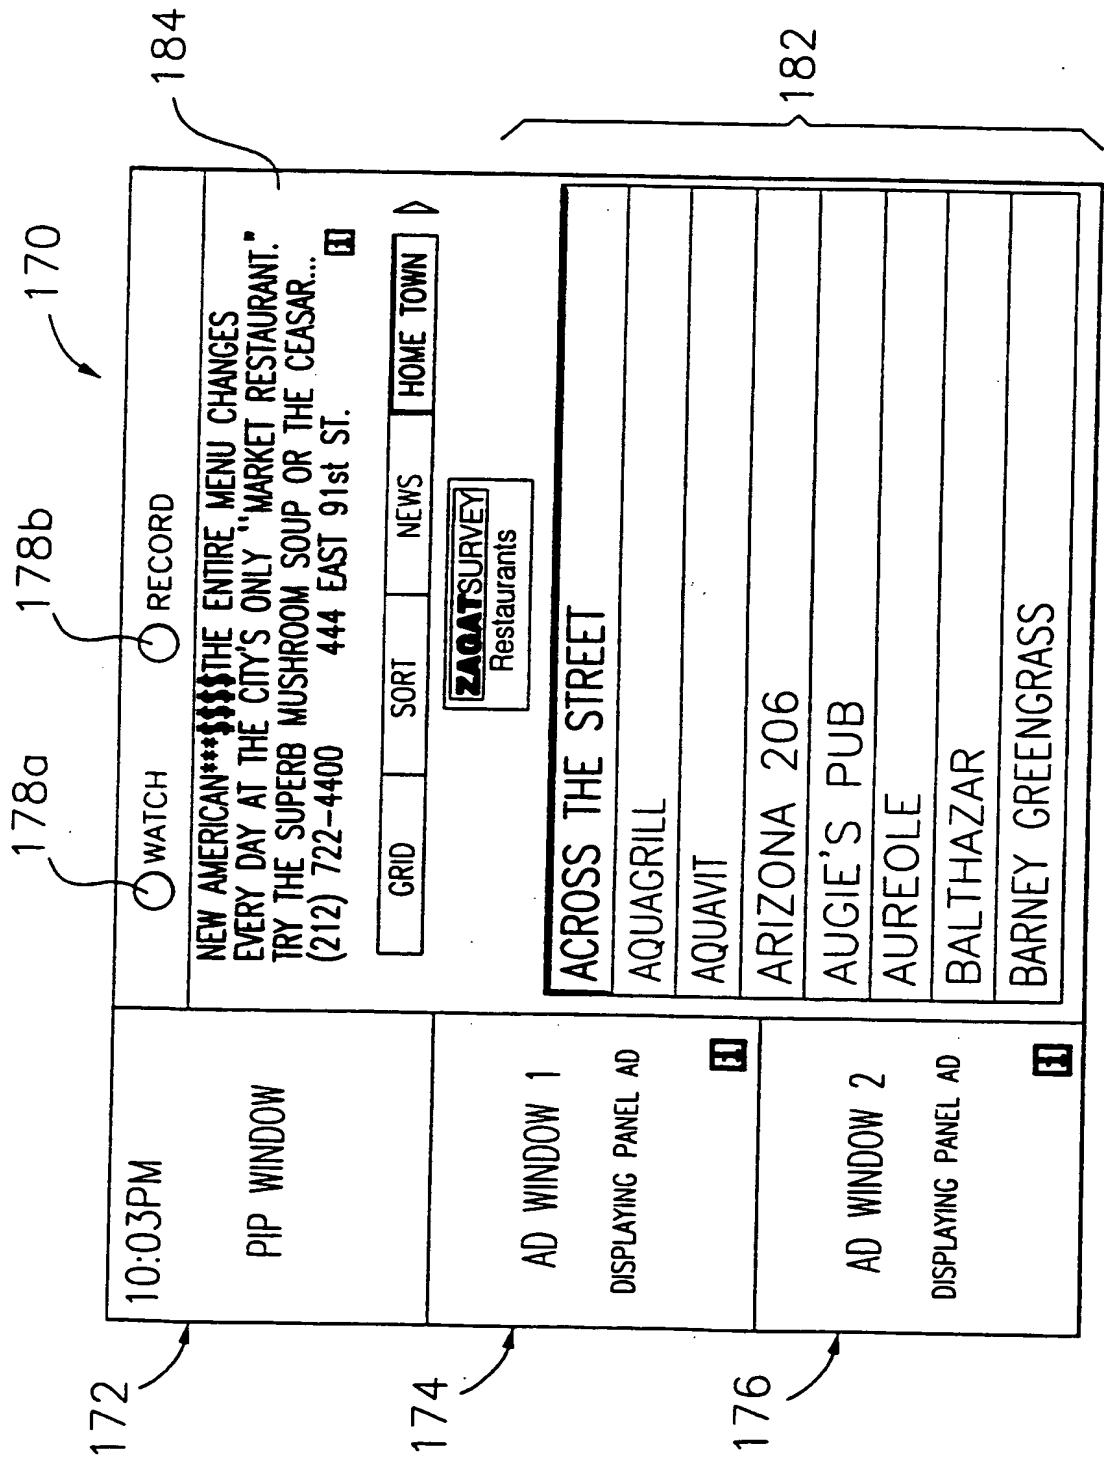 170
178a
178b
184
172
10:03PM
PIP WINDOW
174
AD WINDOW 1
DISPLAYING PANEL AD
i
176
AD WINDOW 2
DISPLAYING PANEL AD
i
WATCH
RECORD
NEW AMERICAN***$$$$THE ENTIRE MENU CHANGES
EVERY DAY AT THE CITY'S ONLY "MARKET RESTAURANT."
TRY THE SUPERB MUSHROOM SOUP OR THE CEASAR...
(212) 722-4400 444 EAST 91st ST. i
GRID SORT NEWS HOME TOWN
ZAGATSURVEY
Restaurants
ACROSS THE STREET
AQUAGRILL
AQUAVIT
ARIZONA 206
AUGIE'S PUB
AUREOLE
BALTHAZAR
BARNEY GREENGRASS
182